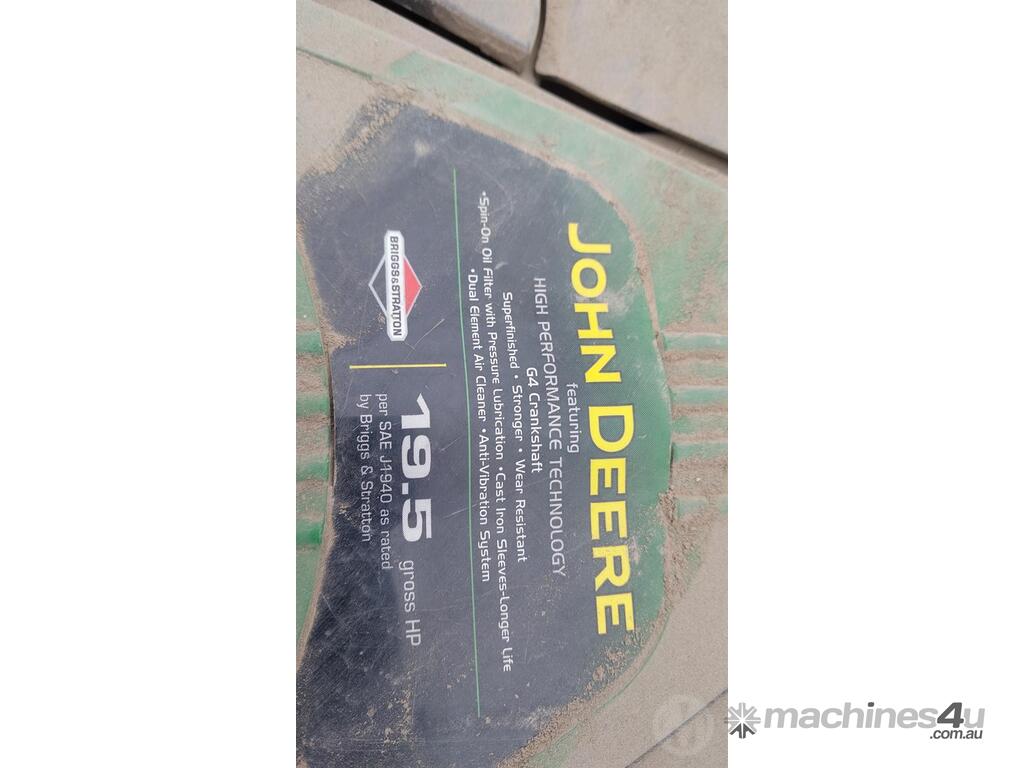 JOHN DEERE
featuring
HIGH PERFORMANCE TECHNOLOGY
G4 Crankshaft
Superfinished • Stronger • Wear Resistant
•Spin-On Oil Filter with Pressure Lubrication •Cast Iron Sleeves-Longer Life
•Dual Element Air Cleaner •Anti-Vibration System
BRIGGS&STRATTON
19.5 gross HP
per SAE J1940 as rated
by Briggs & Stratton
machines4u
.com.au